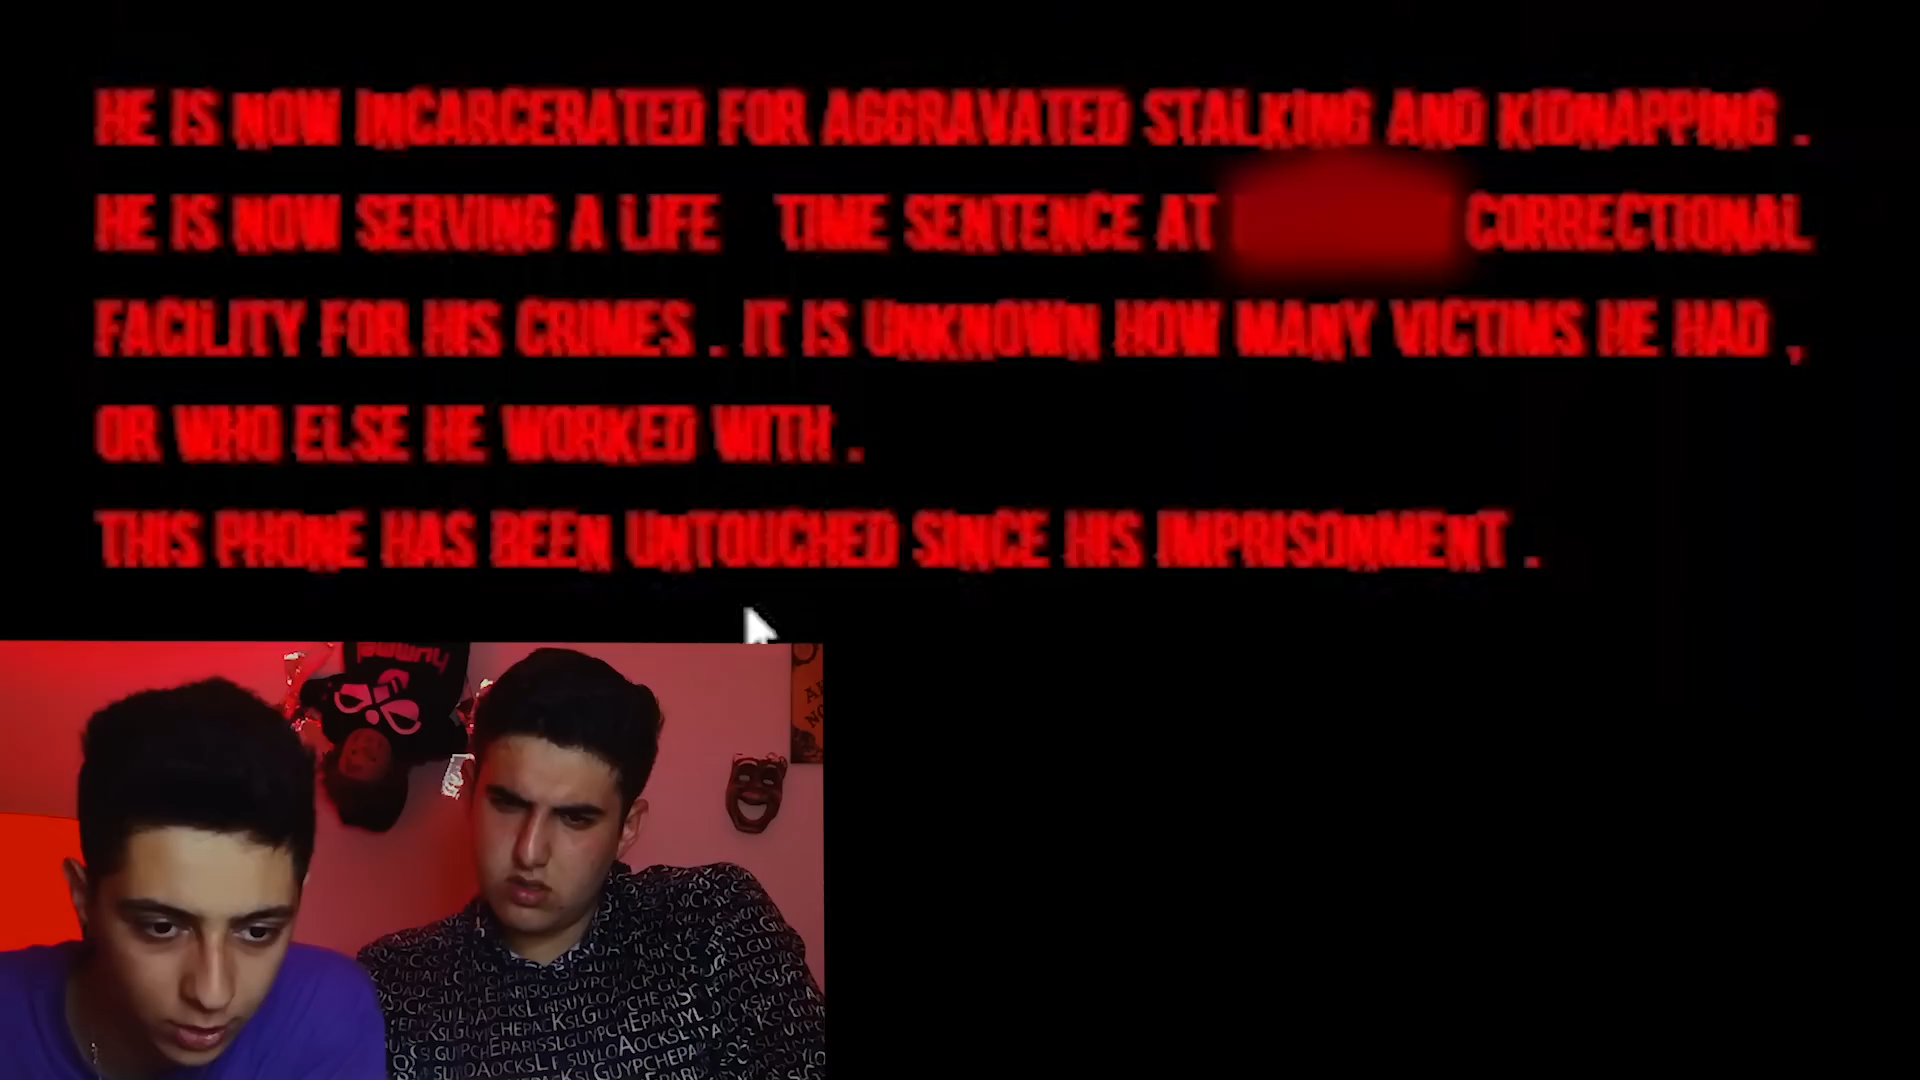 HE IS NOW INCARCERATED FOR AGGRAVATED STALKING AND KIDNAPPING .
HE IS NOW SERVING A LIFE TIME SENTENCE AT CORRECTIONAL
FACILITY FOR HIS CRIMES . IT IS UNKNOWN HOW MANY VICTIMS HE HAD ,
OR WHO ELSE HE WORKED WITH .
THIS PHONE HAS BEEN UNTOUCHED SINCE HIS IMPRISONMENT .
hummel